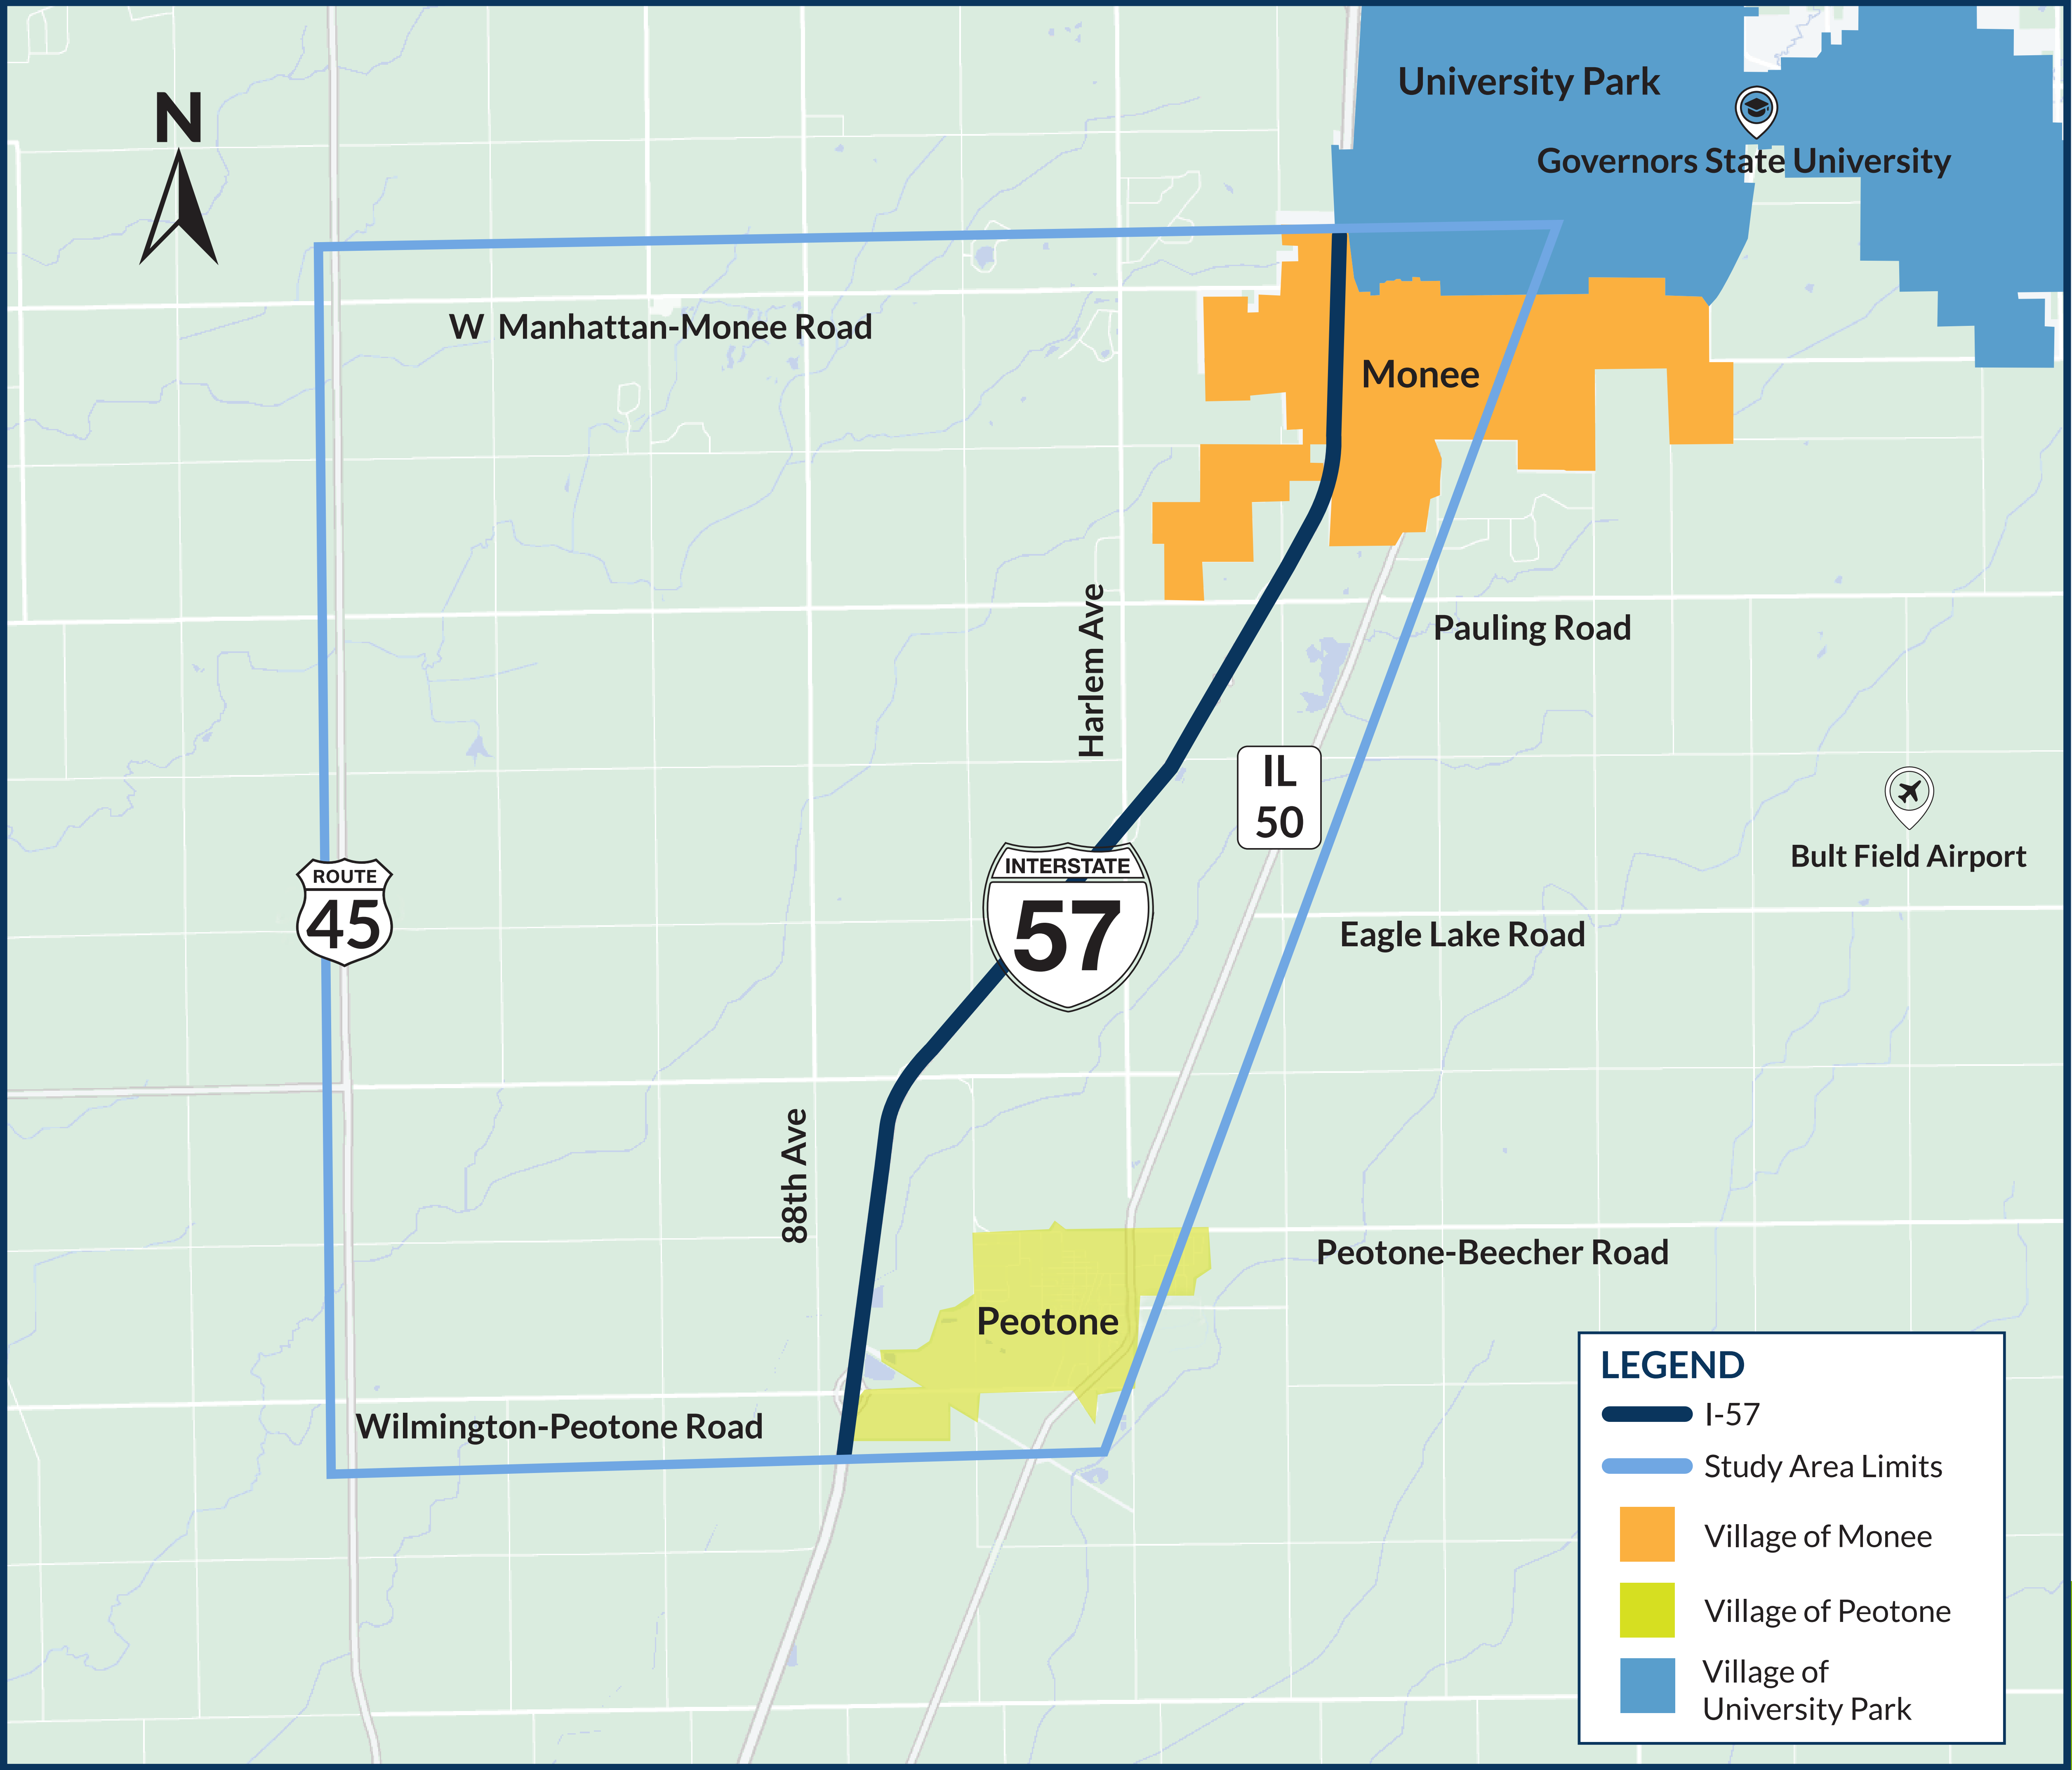 N
University Park
Governors State University
W Manhattan-Monee Road
Monee
Harlem Ave
Pauling Road
IL
50
Bult Field Airport
ROUTE
45
INTERSTATE
57
Eagle Lake Road
88th Ave
Peotone-Beecher Road
Peotone
Wilmington-Peotone Road
LEGEND
I-57
Study Area Limits
Village of Monee
Village of Peotone
Village of
University Park